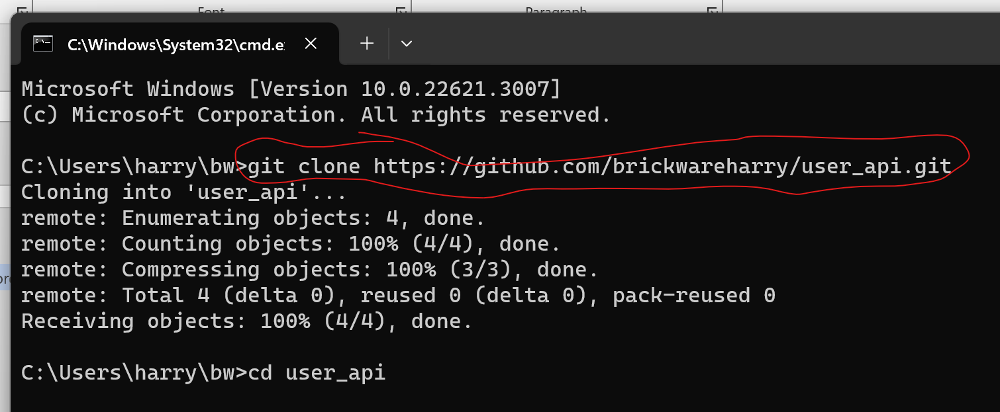 Font Paragraph
C:\Windows\System32\cmd.e
Microsoft Windows [Version 10.0.22621.3007]
(c) Microsoft Corporation. All rights reserved.
C:\Users\harry\bw>git clone https://github.com/brickwareharry/user_api.git
Cloning into 'user_api'...
remote: Enumerating objects: 4, done.
remote: Counting objects: 100% (4/4), done.
remote: Compressing objects: 100% (3/3), done.
remote: Total 4 (delta 0), reused 0 (delta 0), pack-reused 0
Receiving objects: 100% (4/4), done.
C:\Users\harry\bw>cd user_api